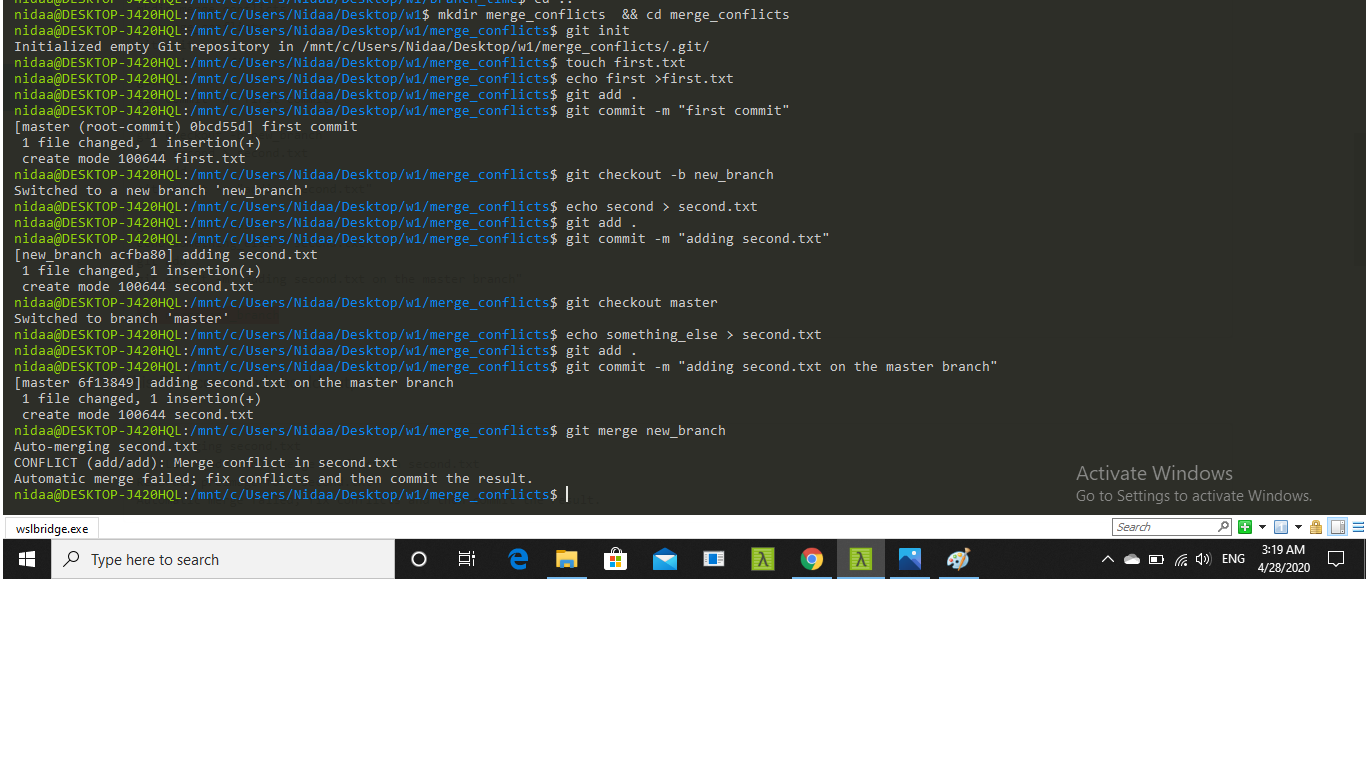 nidaa@DESKTOP-J420HQL:/mnt/c/Users/Nidaa/Desktop/w1/branch_time$ cd ..
nidaa@DESKTOP-J420HQL:/mnt/c/Users/Nidaa/Desktop/w1$ mkdir merge_conflicts  && cd merge_conflicts
nidaa@DESKTOP-J420HQL:/mnt/c/Users/Nidaa/Desktop/w1/merge_conflicts$ git init
Initialized empty Git repository in /mnt/c/Users/Nidaa/Desktop/w1/merge_conflicts/.git/
nidaa@DESKTOP-J420HQL:/mnt/c/Users/Nidaa/Desktop/w1/merge_conflicts$ touch first.txt
nidaa@DESKTOP-J420HQL:/mnt/c/Users/Nidaa/Desktop/w1/merge_conflicts$ echo first >first.txt
nidaa@DESKTOP-J420HQL:/mnt/c/Users/Nidaa/Desktop/w1/merge_conflicts$ git add .
nidaa@DESKTOP-J420HQL:/mnt/c/Users/Nidaa/Desktop/w1/merge_conflicts$ git commit -m "first commit"
[master (root-commit) 0bcd55d] first commit
 1 file changed, 1 insertion(+)
 create mode 100644 first.txt
nidaa@DESKTOP-J420HQL:/mnt/c/Users/Nidaa/Desktop/w1/merge_conflicts$ git checkout -b new_branch
Switched to a new branch 'new_branch'
nidaa@DESKTOP-J420HQL:/mnt/c/Users/Nidaa/Desktop/w1/merge_conflicts$ echo second > second.txt
nidaa@DESKTOP-J420HQL:/mnt/c/Users/Nidaa/Desktop/w1/merge_conflicts$ git add .
nidaa@DESKTOP-J420HQL:/mnt/c/Users/Nidaa/Desktop/w1/merge_conflicts$ git commit -m "adding second.txt"
[new_branch acfba80] adding second.txt
 1 file changed, 1 insertion(+)
 create mode 100644 second.txt
nidaa@DESKTOP-J420HQL:/mnt/c/Users/Nidaa/Desktop/w1/merge_conflicts$ git checkout master
Switched to branch 'master'
nidaa@DESKTOP-J420HQL:/mnt/c/Users/Nidaa/Desktop/w1/merge_conflicts$ echo something_else > second.txt
nidaa@DESKTOP-J420HQL:/mnt/c/Users/Nidaa/Desktop/w1/merge_conflicts$ git add .
nidaa@DESKTOP-J420HQL:/mnt/c/Users/Nidaa/Desktop/w1/merge_conflicts$ git commit -m "adding second.txt on the master branch"
[master 6f13849] adding second.txt on the master branch
 1 file changed, 1 insertion(+)
 create mode 100644 second.txt
nidaa@DESKTOP-J420HQL:/mnt/c/Users/Nidaa/Desktop/w1/merge_conflicts$ git merge new_branch
Auto-merging second.txt
CONFLICT (add/add): Merge conflict in second.txt
Automatic merge failed; fix conflicts and then commit the result.
nidaa@DESKTOP-J420HQL:/mnt/c/Users/Nidaa/Desktop/w1/merge_conflicts$
Activate Windows
Go to Settings to activate Windows.
wslbridge.exe
Search
Type here to search
ENG
3:19 AM
4/28/2020